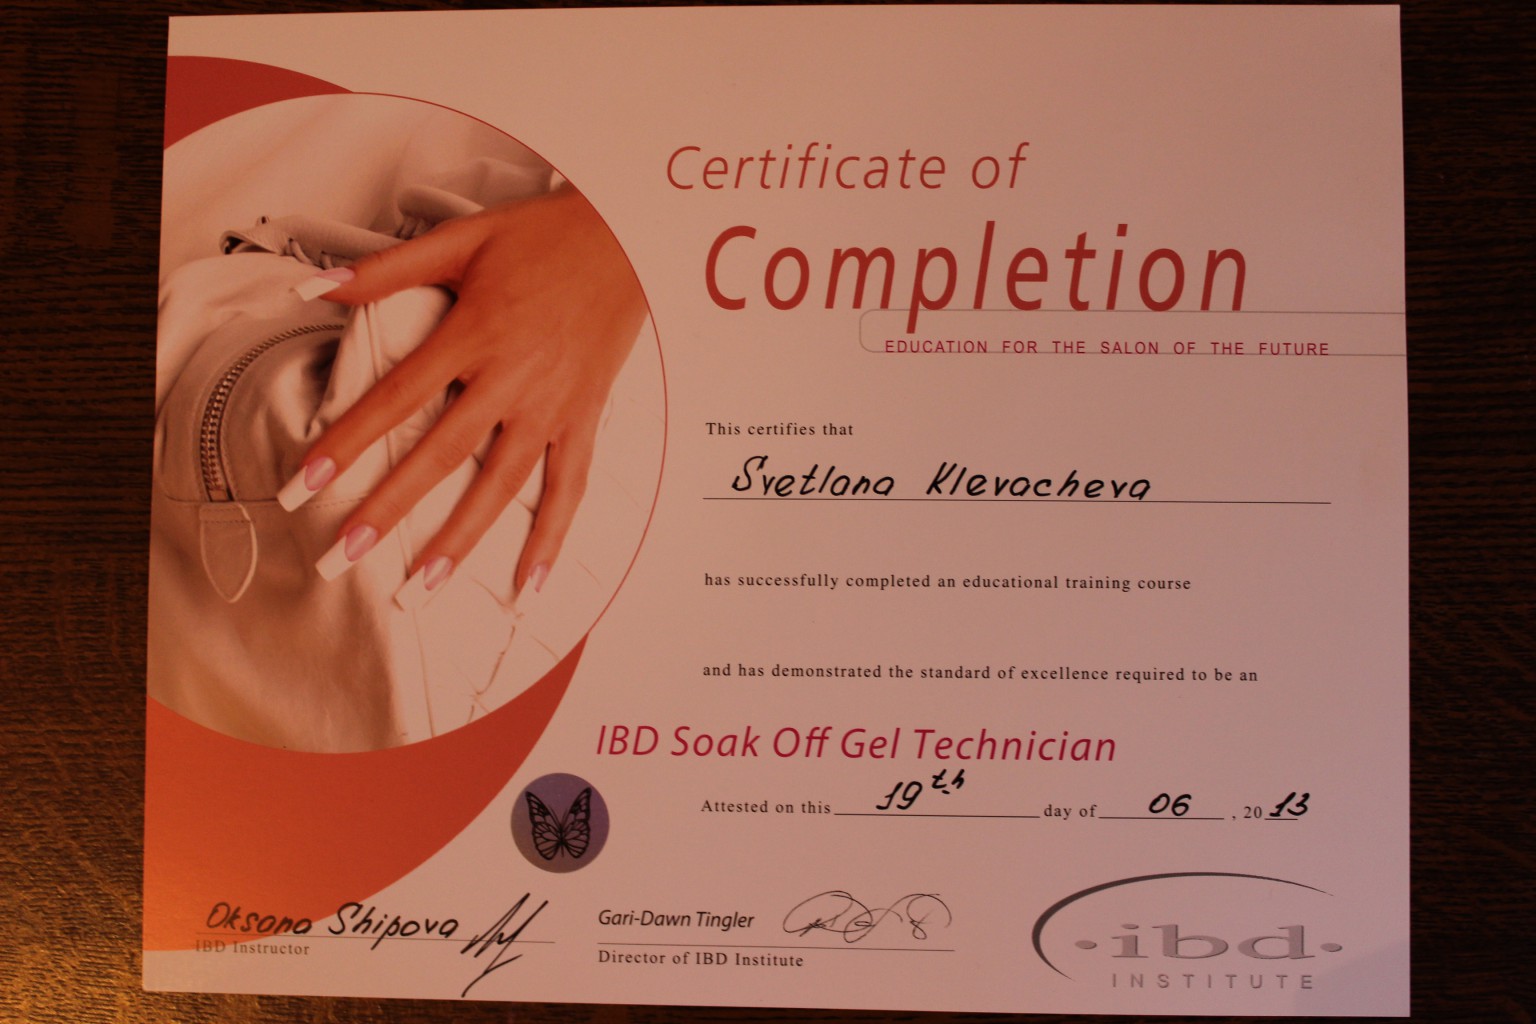 Certificate of
Completion
EDUCATION FOR THE SALON OF THE FUTURE
This certifies that
Svetlana Klevacheva
has successfully completed an educational training course
and has demonstrated the standard of excellence required to be an
IBD Soak Off Gel Technician
Attested on this 19th day of 06, 2013
Oksana Shipova
IBD Instructor
Gari-Dawn Tingler
Director of IBD Institute
ibd
INSTITUTE